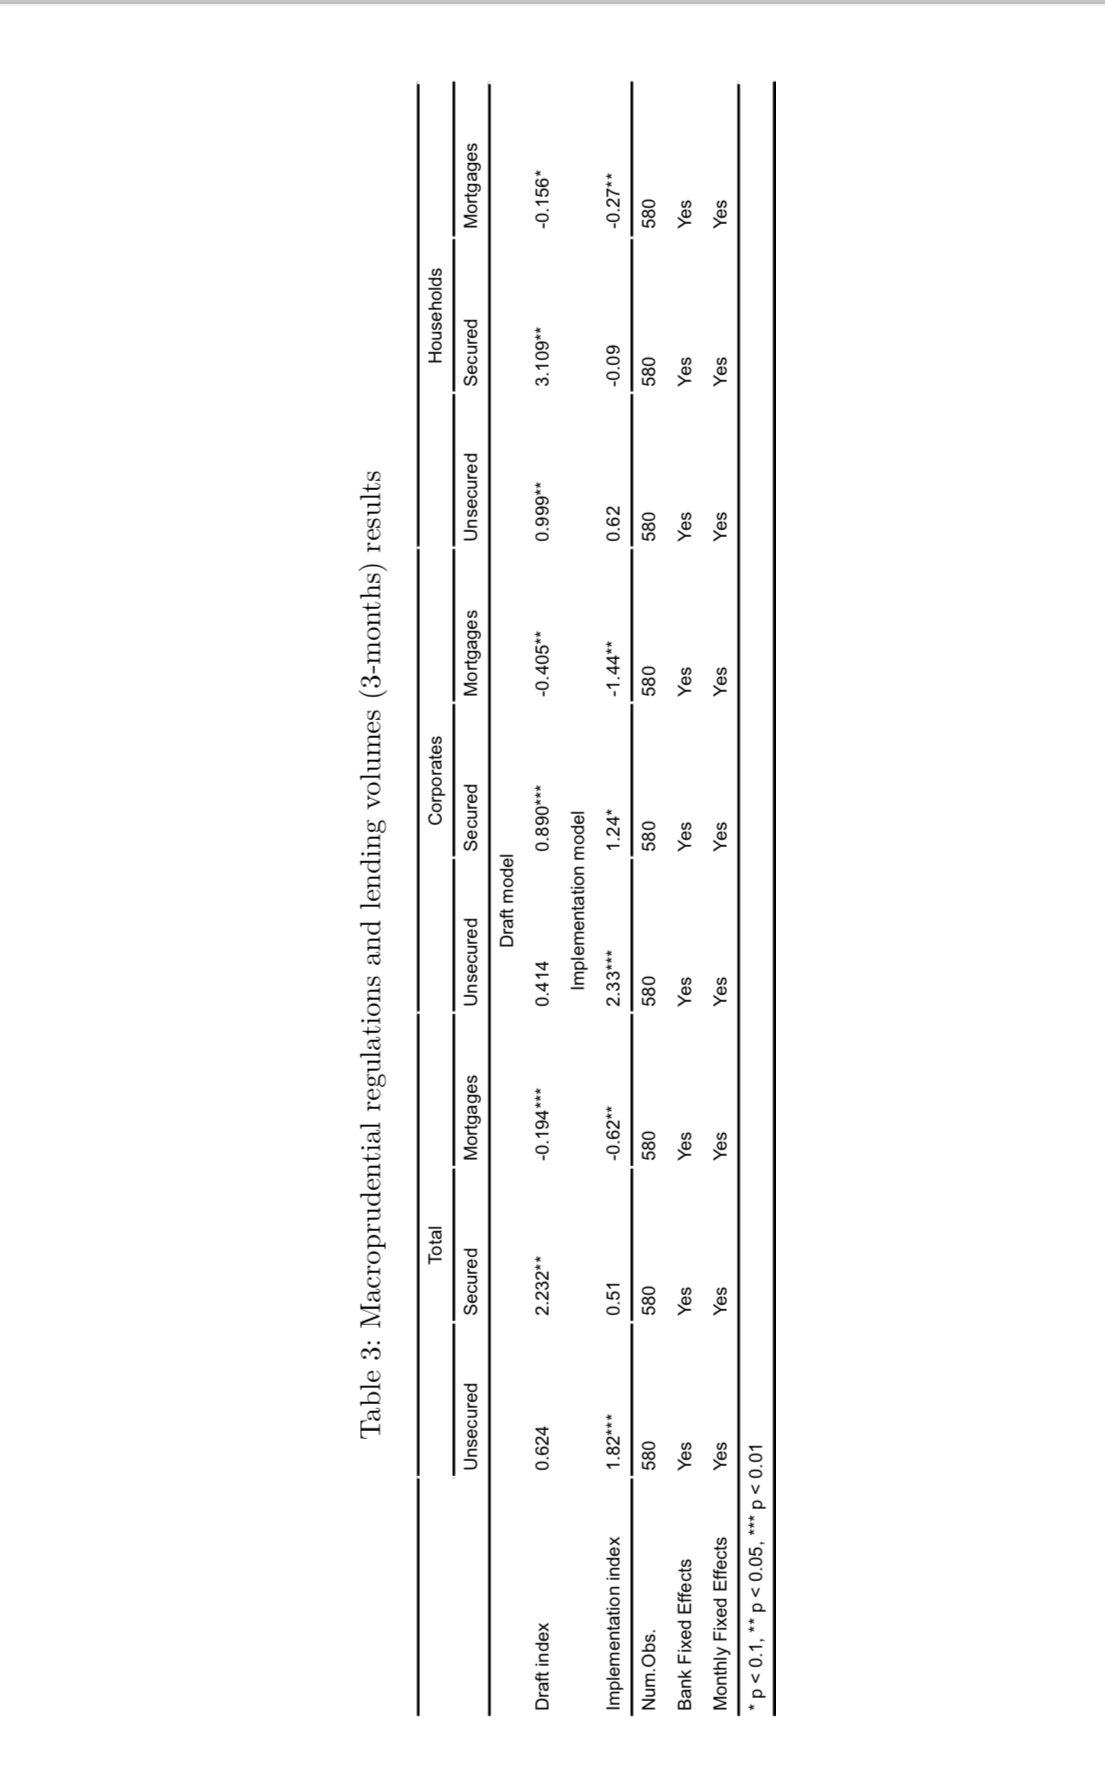 Table 3: Macroprudential regulations and lending volumes (3-months) results
Total Corporates Households
Unsecured Secured Mortgages Unsecured Secured Mortgages Unsecured Secured Mortgages
Draft model
Draft index 0.624 2.232** -0.194*** 0.414 0.890*** -0.405** 0.999** 3.109** -0.156*
Implementation model
Implementation index 1.82*** 0.51 -0.62** 2.33*** 1.24* -1.44** 0.62 -0.09 -0.27**
Num.Obs. 580 580 580 580 580 580 580 580 580
Bank Fixed Effects Yes Yes Yes Yes Yes Yes Yes Yes Yes
Monthly Fixed Effects Yes Yes Yes Yes Yes Yes Yes Yes Yes
* p < 0.1, ** p < 0.05, *** p < 0.01